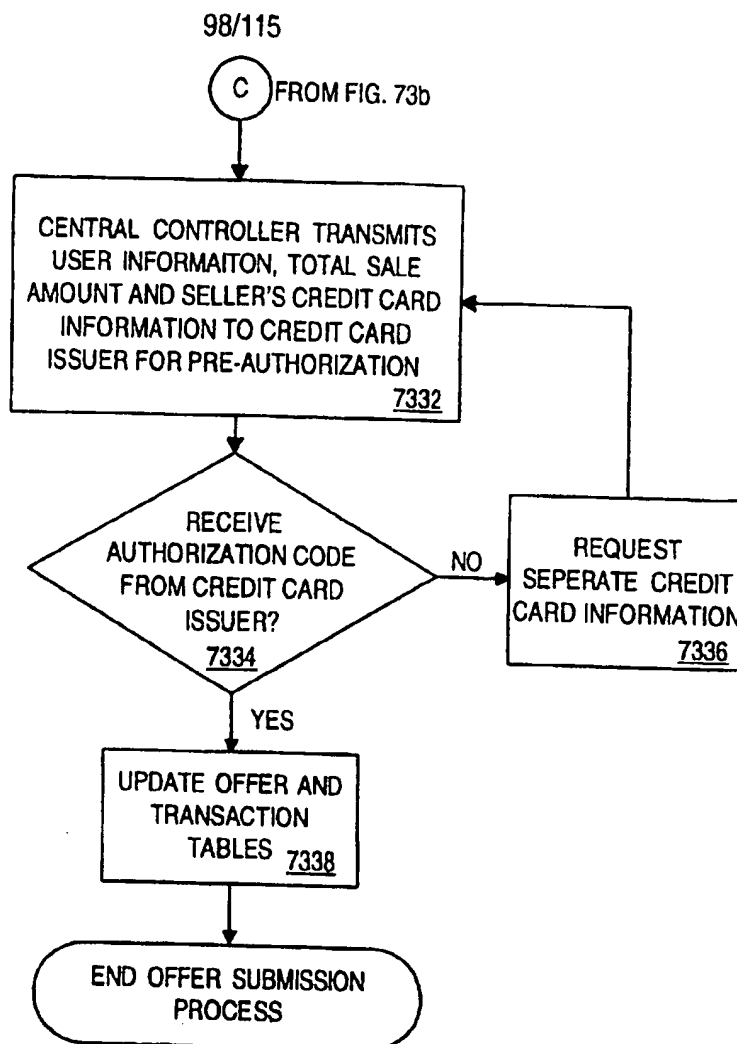 98/115
C FROM FIG. 73b
CENTRAL CONTROLLER TRANSMITS
USER INFORMAITON, TOTAL SALE
AMOUNT AND SELLER'S CREDIT CARD
INFORMATION TO CREDIT CARD
ISSUER FOR PRE-AUTHORIZATION
7332
RECEIVE
AUTHORIZATION CODE
FROM CREDIT CARD
ISSUER?
7334
NO
REQUEST
SEPERATE CREDIT
CARD INFORMATION
7336
YES
UPDATE OFFER AND
TRANSACTION
TABLES 7338
END OFFER SUBMISSION
PROCESS